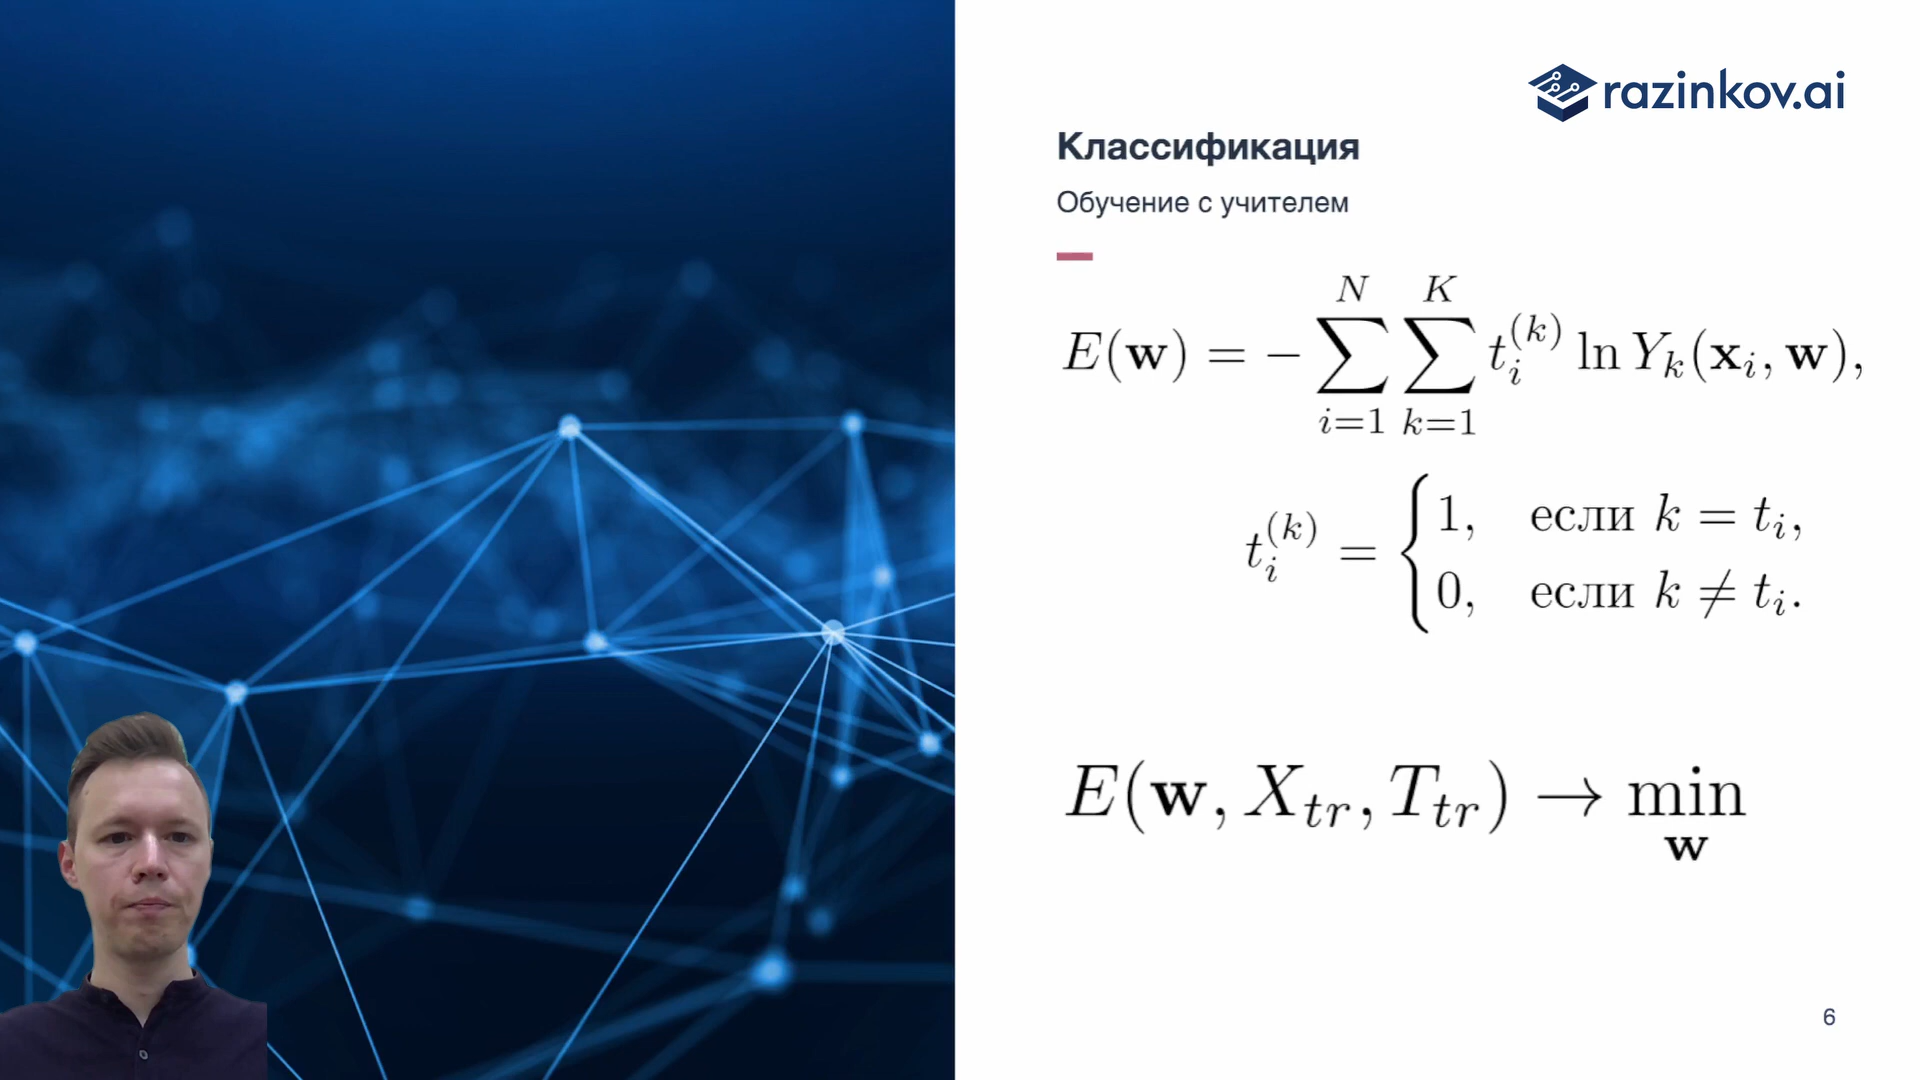 razinkov.ai
Классификация
Обучение с учителем
E(𝐰) = − ∑_{i=1}^{N} ∑_{k=1}^{K} t_i^{(k)} ln Y_k(𝐱_i, 𝐰),
t_i^{(k)} = { 1, если k = t_i,
0, если k ≠ t_i.
E(𝐰, X_{tr}, T_{tr}) → min_{𝐰}
6